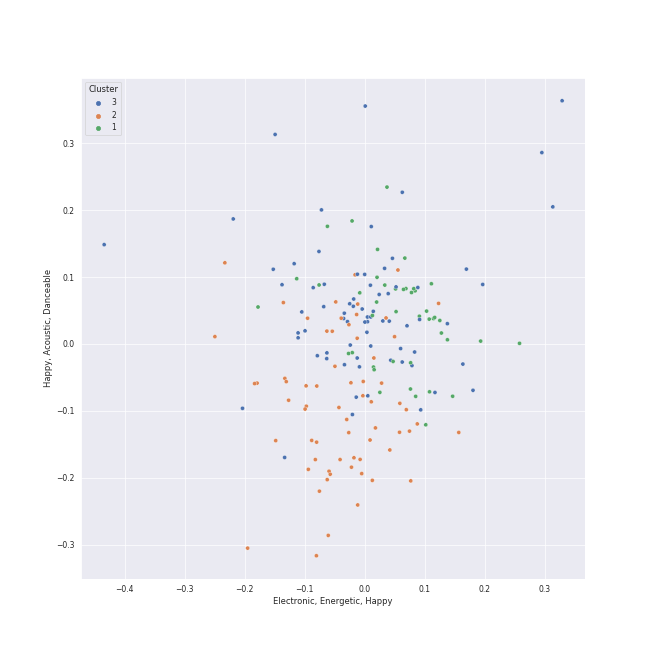 Cluster
3
2
1
0.3
0.2
0.1
0.0
−0.1
−0.2
−0.3
Happy, Acoustic, Danceable
−0.4 −0.3 −0.2 −0.1 0.0 0.1 0.2 0.3
Electronic, Energetic, Happy